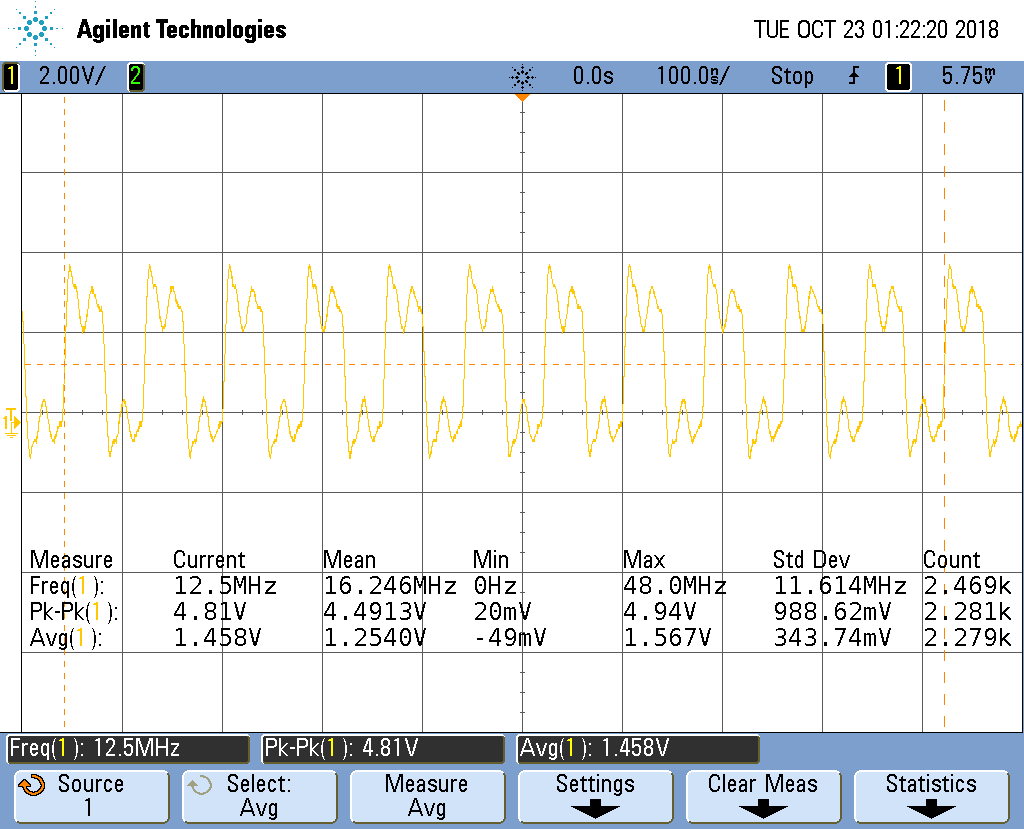 Agilent Technologies TUE OCT 23 01:22:20 2018
1 2.00V/ 2 0.0s 100.0ns/ Stop 1 5.75mV
T
1
Measure Current Mean Min Max Std Dev Count
Freq(1): 12.5MHz 16.246MHz 0Hz 48.0MHz 11.614MHz 2.469k
Pk-Pk(1): 4.81V 4.4913V 20mV 4.94V 988.62mV 2.281k
Avg(1): 1.458V 1.2540V -49mV 1.567V 343.74mV 2.279k
Freq(1): 12.5MHz Pk-Pk(1): 4.81V Avg(1): 1.458V
Source Select: Measure Settings Clear Meas Statistics
1 Avg Avg